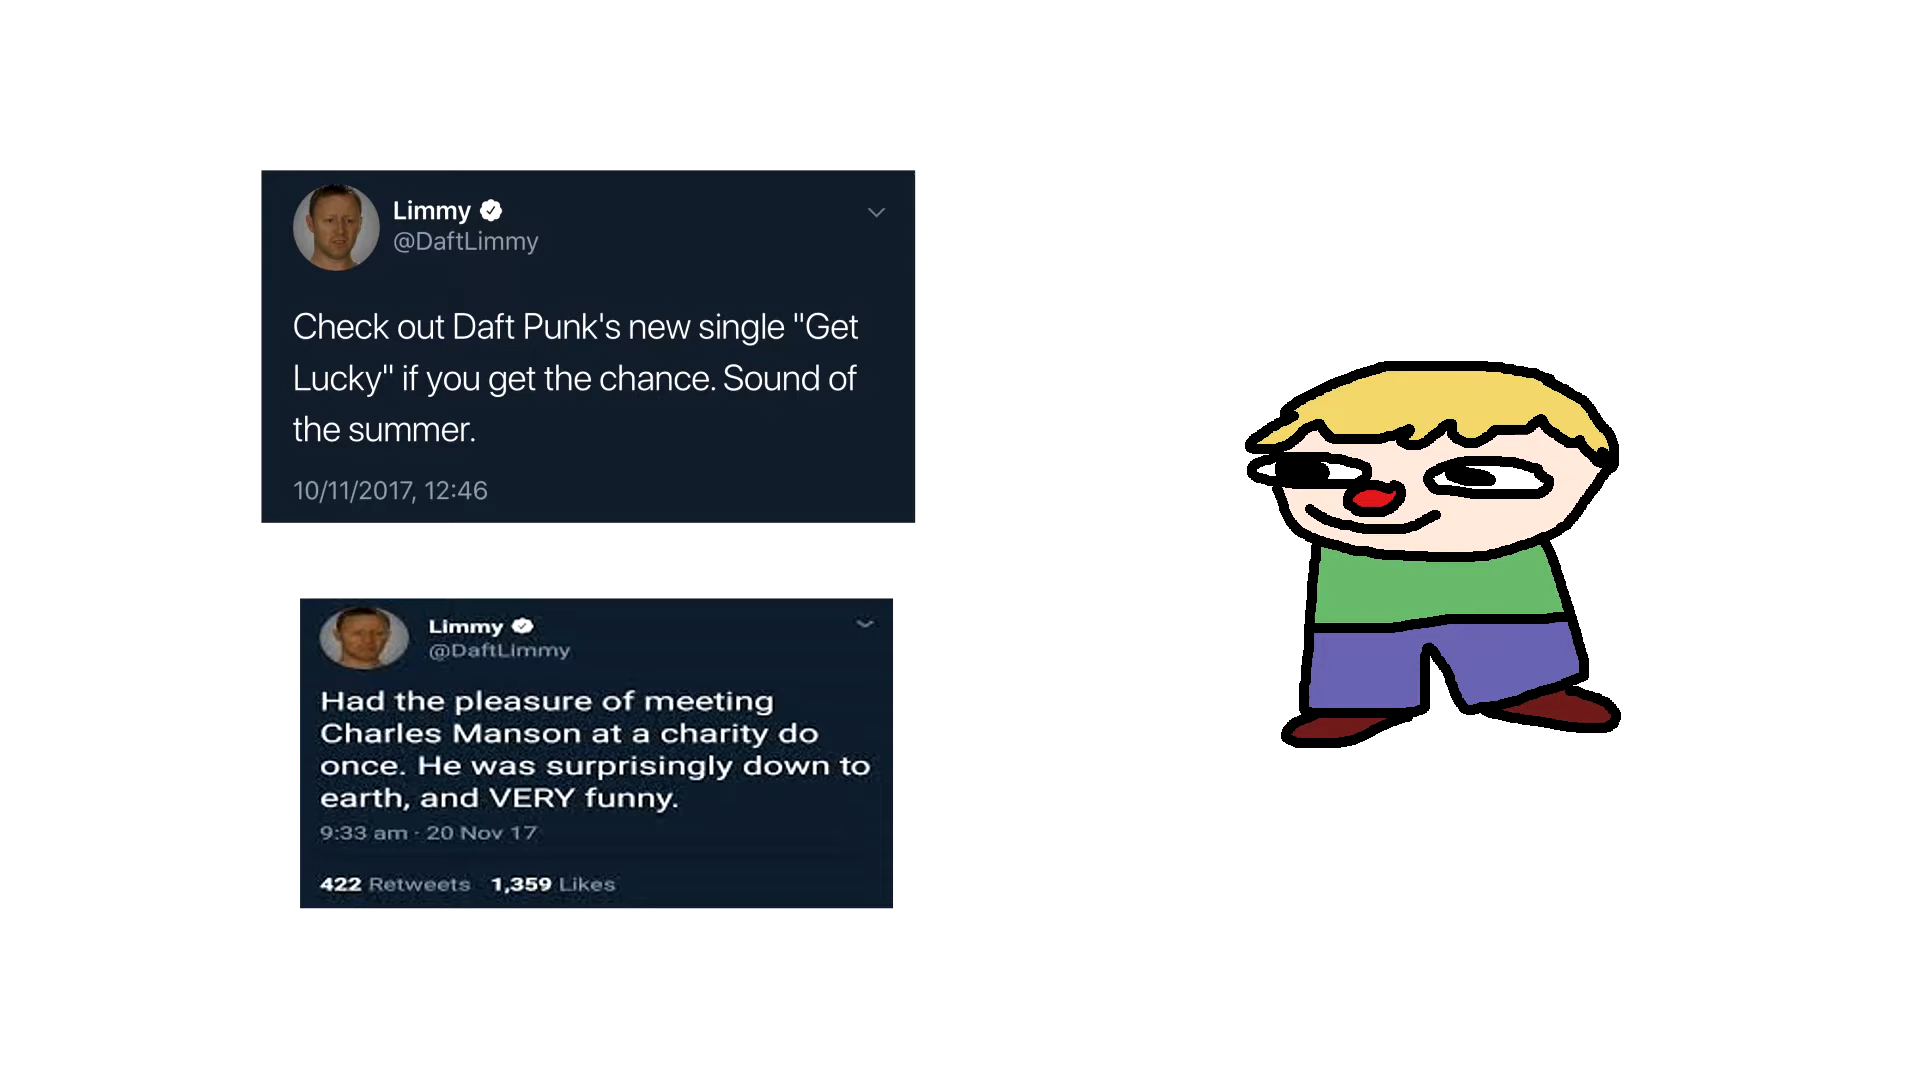 Limmy
@DaftLimmy
Check out Daft Punk's new single "Get
Lucky" if you get the chance. Sound of
the summer.
10/11/2017, 12:46
Limmy
@DaftLimmy
Had the pleasure of meeting
Charles Manson at a charity do
once. He was surprisingly down to
earth, and VERY funny.
9:33 am · 20 Nov 17
422 Retweets 1,359 Likes